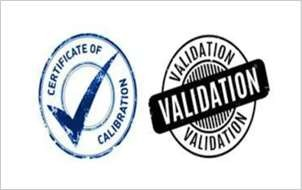 CERTIFICATE OF
CALIBRATION
VALIDATION
VALIDATION
VALIDATION